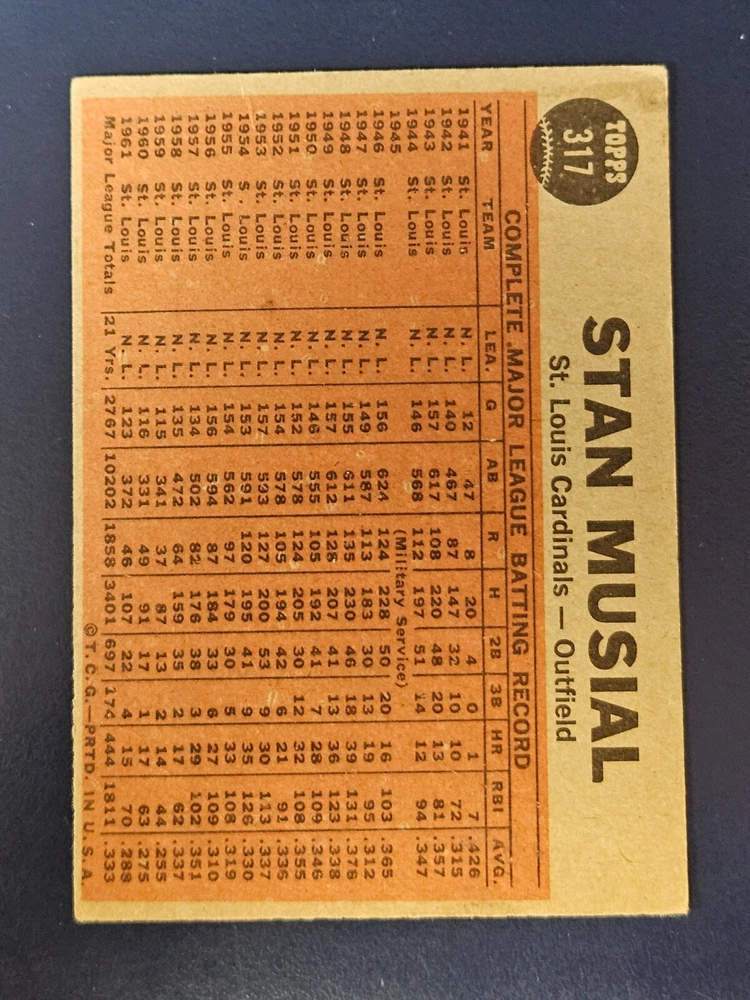 TOPPS
317
STAN MUSIAL
St. Louis Cardinals — Outfield
COMPLETE MAJOR LEAGUE BATTING RECORD
YEAR TEAM LEA. G AB R H 2B 3B HR RBI AVG.
1941 St. Louis N. L. 12 47 8 20 4 0 1 7 .426
1942 St. Louis N. L. 140 467 87 147 32 10 10 72 .315
1943 St. Louis N. L. 157 617 108 220 48 20 13 81 .357
1944 St. Louis N. L. 146 568 112 197 51 14 12 94 .347
1945 (Military Service)
1946 St. Louis N. L. 156 624 124 228 50 20 16 103 .365
1947 St. Louis N. L. 149 587 113 183 30 13 19 95 .312
1948 St. Louis N. L. 155 611 135 230 46 18 39 131 .376
1949 St. Louis N. L. 157 612 128 207 41 13 36 123 .338
1950 St. Louis N. L. 146 555 105 192 41 7 28 109 .346
1951 St. Louis N. L. 152 578 124 205 30 12 32 108 .355
1952 St. Louis N. L. 154 578 105 194 42 6 21 91 .336
1953 St. Louis N. L. 157 593 127 200 53 9 30 113 .337
1954 S . Louis N. L. 153 591 120 195 41 9 35 126 .330
1955 St. Louis N. L. 154 562 97 179 30 5 33 108 .319
1956 St. Louis N. L. 156 594 87 184 33 6 27 109 .310
1957 St. Louis N. L. 134 502 82 176 38 3 29 102 .351
1958 St. Louis N. L. 135 472 64 159 35 2 17 62 .337
1959 St. Louis N. L. 115 341 37 87 13 2 14 44 .255
1960 St. Louis N. L. 116 331 49 91 17 1 17 63 .275
1961 St. Louis N. L. 123 372 46 107 22 4 15 70 .288
Major League Totals 21 Yrs. 2767 10202 1858 3401 697 174 444 1811 .333
©T.C.G.—PRTD. IN U.S.A.